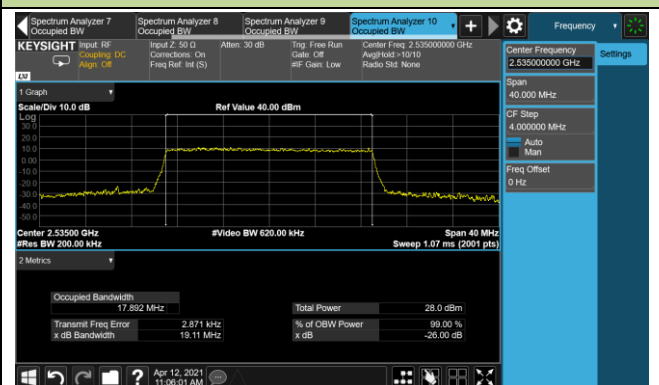 Spectrum Analyzer 7 Spectrum Analyzer 8 Spectrum Analyzer 9 Spectrum Analyzer 10 Frequency
Occupied BW Occupied BW Occupied BW Occupied BW
KEYSIGHT Input: RF Input Z: 50 Ω Atten: 30 dB Trig: Free Run Center Freq: 2.535000000 GHz
Coupling: DC Corrections: On Gate: Off Avg|Hold:>10/10
Align: Off Freq Ref: Int (S) #IF Gain: Low Radio Std: None
LXI
Center Frequency
2.535000000 GHz
Settings
Span
40.000 MHz
CF Step
4.000000 MHz
Auto
Man
Freq Offset
0 Hz
1 Graph
Scale/Div 10.0 dB Ref Value 40.00 dBm
Log
30.0
20.0
10.0
0.00
-10.0
-20.0
-30.0
-40.0
-50.0
Center 2.53500 GHz #Video BW 620.00 kHz Span 40 MHz
#Res BW 200.00 kHz Sweep 1.07 ms (2001 pts)
2 Metrics
Occupied Bandwidth
17.892 MHz Total Power 28.0 dBm
Transmit Freq Error 2.871 kHz % of OBW Power 99.00 %
x dB Bandwidth 19.11 MHz x dB -26.00 dB
Apr 12, 2021
11:06:01 AM